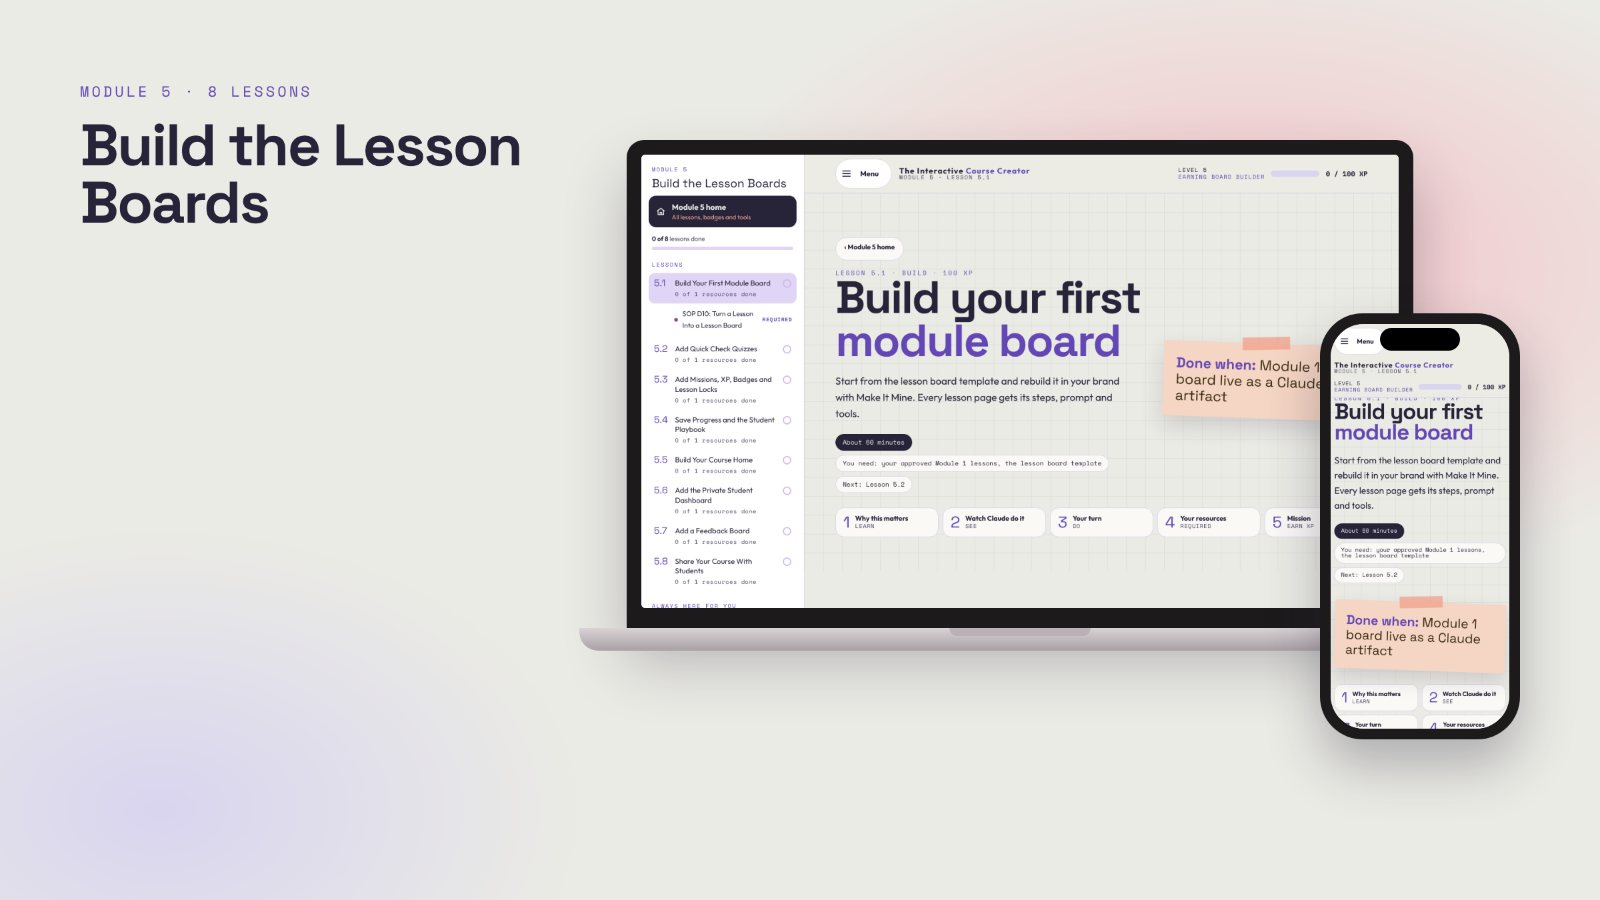 MODULE 5 · 8 LESSONS
Build the Lesson
Boards
MODULE 5
Build the Lesson Boards
Module 5 home
All lessons, badges and tools
0 of 8 lessons done
LESSONS
5.1 Build Your First Module Board
0 of 1 resources done
SOP D10: Turn a Lesson
Into a Lesson Board
REQUIRED
5.2 Add Quick Check Quizzes
0 of 1 resources done
5.3 Add Missions, XP, Badges and
Lesson Locks
0 of 1 resources done
5.4 Save Progress and the Student
Playbook
0 of 1 resources done
5.5 Build Your Course Home
0 of 1 resources done
5.6 Add the Private Student
Dashboard
0 of 1 resources done
5.7 Add a Feedback Board
0 of 1 resources done
5.8 Share Your Course With
Students
0 of 1 resources done
ALWAYS HERE FOR YOU
Menu
The Interactive Course Creator
MODULE 5 · LESSON 5.1
LEVEL 5
EARNING BOARD BUILDER
0 / 100 XP
‹ Module 5 home
LESSON 5.1 · BUILD · 100 XP
Build your first
module board
Start from the lesson board template and rebuild it in your brand
with Make It Mine. Every lesson page gets its steps, prompt and
tools.
About 60 minutes
You need: your approved Module 1 lessons, the lesson board template
Next: Lesson 5.2
Done when: Module 1
board live as a Claude
artifact
1 Why this matters
LEARN
2 Watch Claude do it
SEE
3 Your turn
DO
4 Your resources
REQUIRED
5 Mission
EARN XP
Menu
The Interactive Course Creator
MODULE 5 · LESSON 5.1
LEVEL 5
EARNING BOARD BUILDER
0 / 100 XP
LESSON 5.1 · BUILD · 100 XP
Build your first
module board
Start from the lesson board template and
rebuild it in your brand with Make It Mine.
Every lesson page gets its steps, prompt
and tools.
About 60 minutes
You need: your approved Module 1 lessons,
the lesson board template
Next: Lesson 5.2
Done when: Module 1
board live as a Claude
artifact
1 Why this matters
LEARN
2 Watch Claude do it
SEE
Your turn
4 Your resources